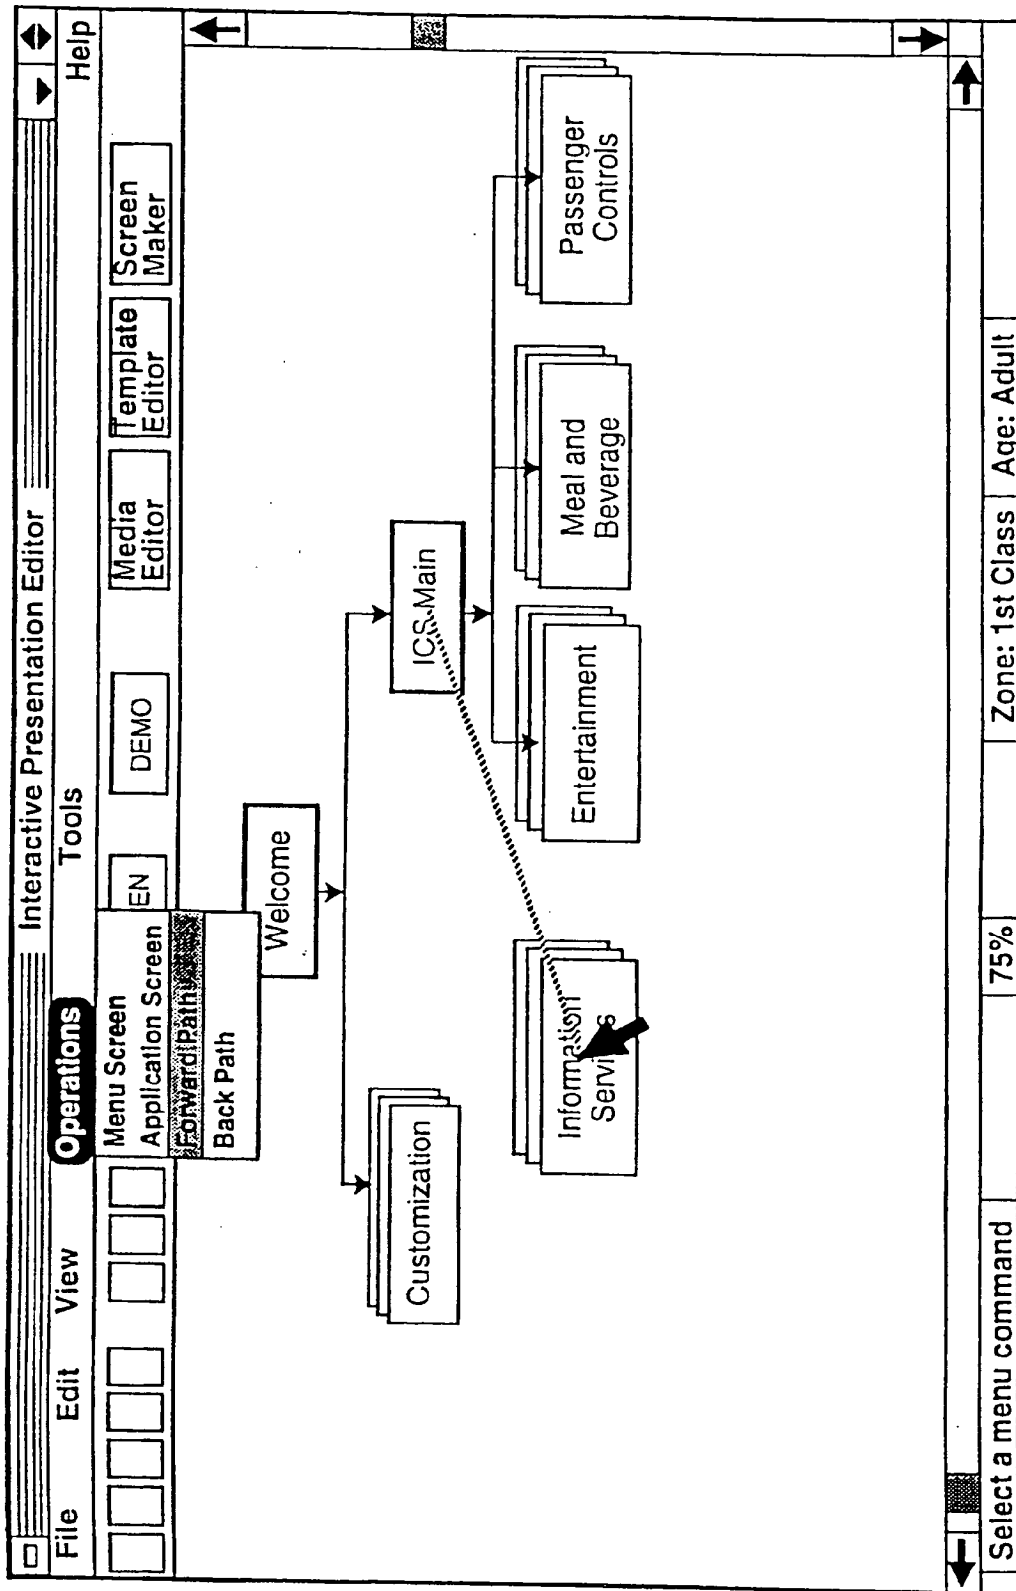 Interactive Presentation Editor
File Edit View Operations Tools Help
Menu Screen
Application Screen
Forward Path
Back Path
EN
DEMO
Media
Editor
Template
Editor
Screen
Maker
Welcome
Customization
ICS Main
Information
Services
Entertainment
Meal and
Beverage
Passenger
Controls
Select a menu command
75%
Zone: 1st Class
Age: Adult